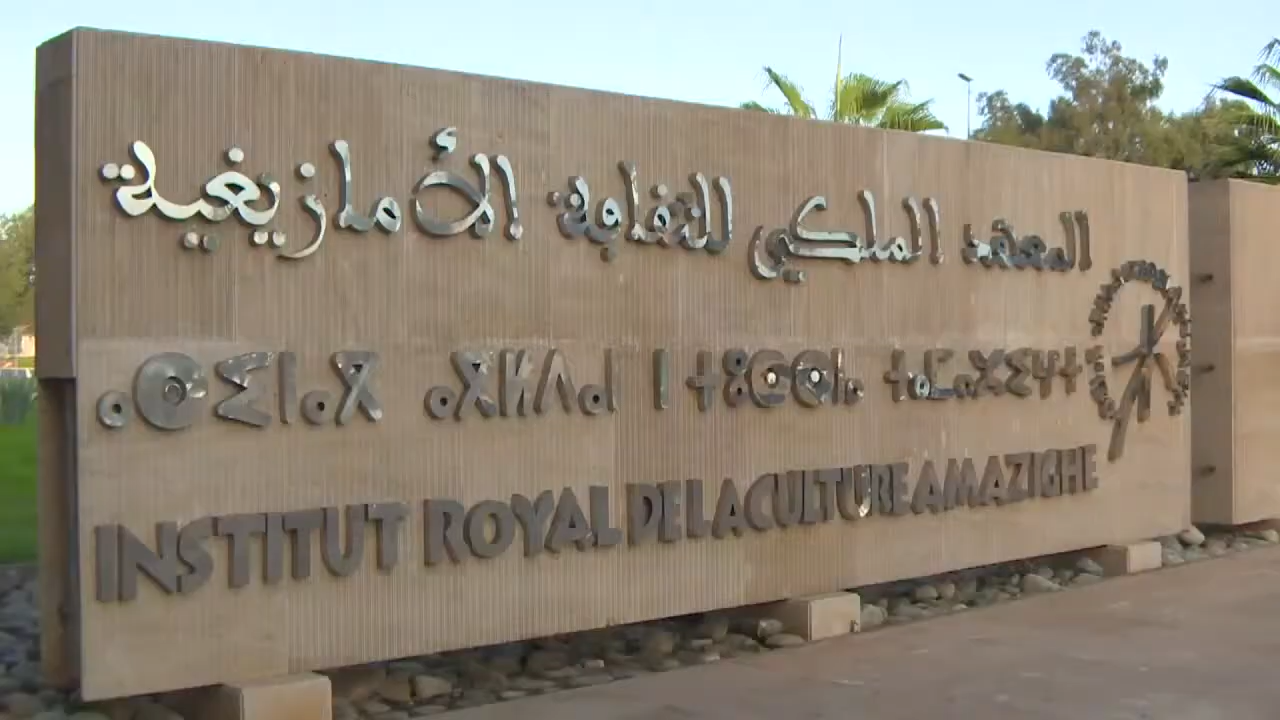 المعهد الملكي للثقافة الأمازيغية
ⴰⵙⵉⵏⴰⴳ ⴰⴳⵍⴷⴰⵏ ⵏ ⵜⵓⵙⵙⵏⴰ ⵜⴰⵎⴰⵣⵉⵖⵜ
INSTITUT ROYAL DE LA CULTURE AMAZIGHE